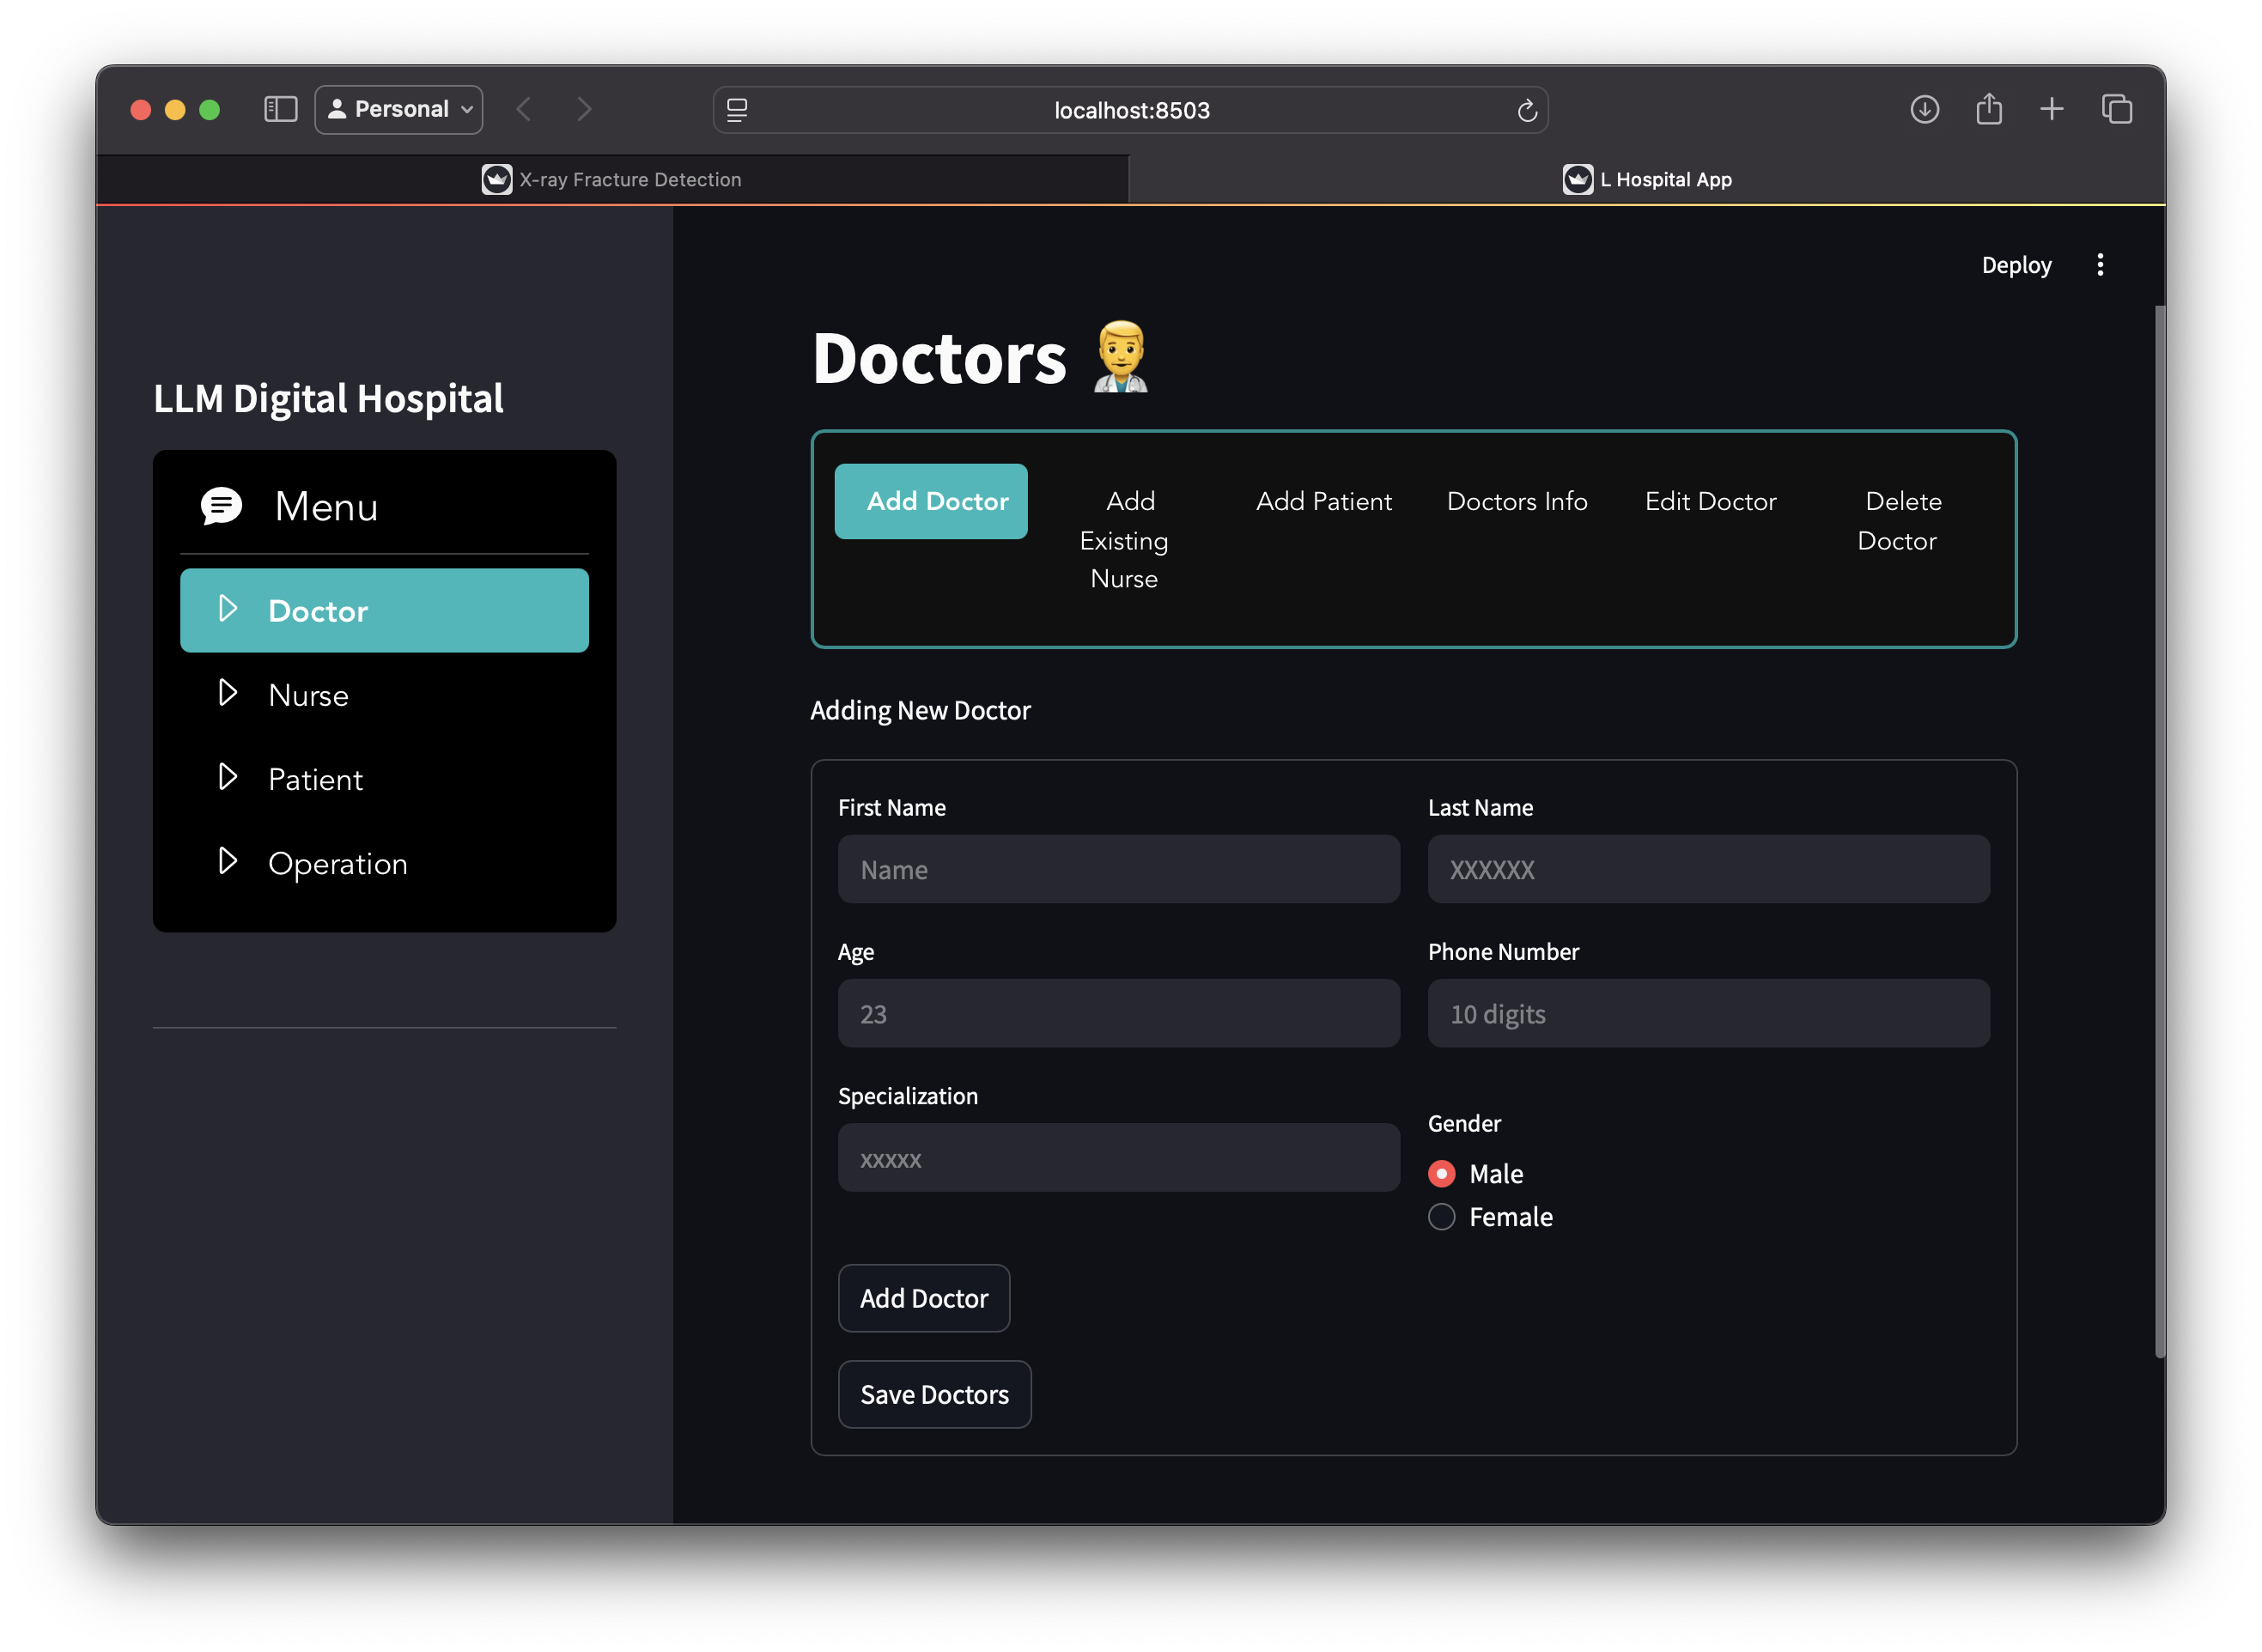 Personal
localhost:8503
X-ray Fracture Detection
L Hospital App
Deploy
LLM Digital Hospital
Menu
Doctor
Nurse
Patient
Operation
Doctors
Add Doctor
Add
Existing
Nurse
Add Patient
Doctors Info
Edit Doctor
Delete
Doctor
Adding New Doctor
First Name
Name
Last Name
XXXXXX
Age
23
Phone Number
10 digits
Specialization
xxxxx
Gender
Male
Female
Add Doctor
Save Doctors